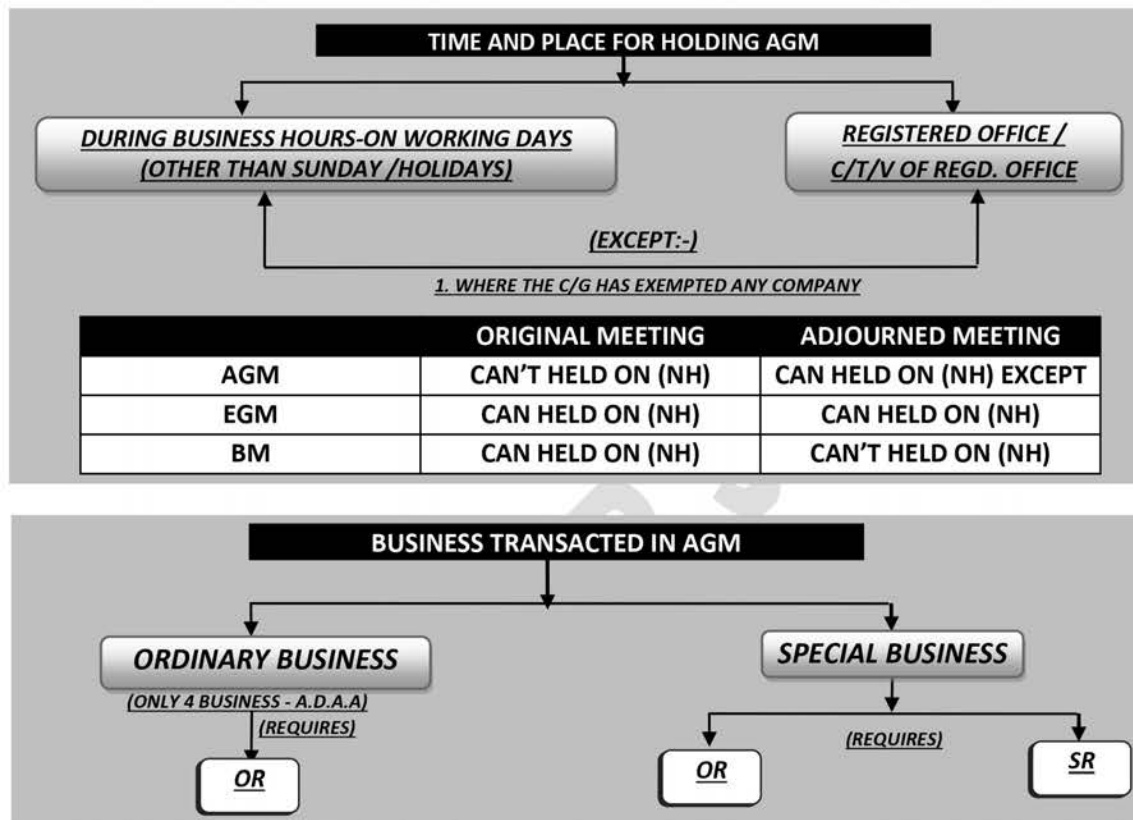 TIME AND PLACE FOR HOLDING AGM
DURING BUSINESS HOURS-ON WORKING DAYS
(OTHER THAN SUNDAY /HOLIDAYS)
REGISTERED OFFICE /
C/T/V OF REGD. OFFICE
(EXCEPT:-)
1. WHERE THE C/G HAS EXEMPTED ANY COMPANY
ORIGINAL MEETING ADJOURNED MEETING
AGM CAN'T HELD ON (NH) CAN HELD ON (NH) EXCEPT
EGM CAN HELD ON (NH) CAN HELD ON (NH)
BM CAN HELD ON (NH) CAN'T HELD ON (NH)
BUSINESS TRANSACTED IN AGM
ORDINARY BUSINESS
(ONLY 4 BUSINESS - A.D.A.A)
(REQUIRES)
OR
SPECIAL BUSINESS
(REQUIRES)
OR
SR